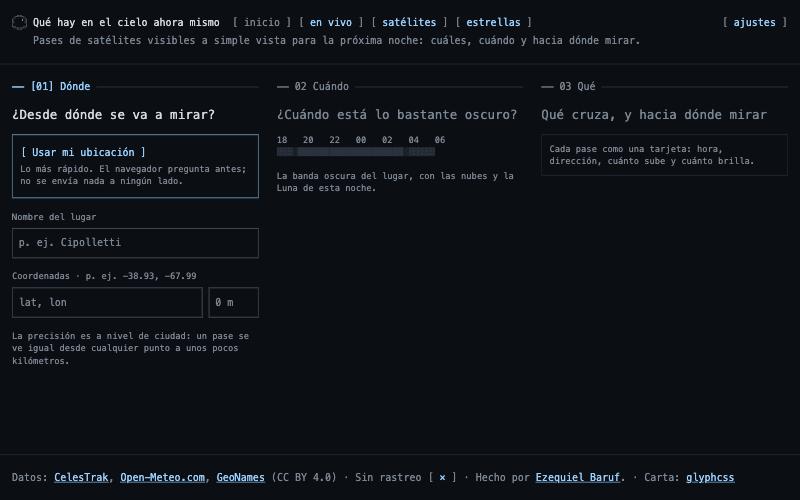 Qué hay en el cielo ahora mismo [ inicio ] [ en vivo ] [ satélites ] [ estrellas ] [ ajustes ]
Pases de satélites visibles a simple vista para la próxima noche: cuáles, cuándo y hacia dónde mirar.
[01] Dónde
¿Desde dónde se va a mirar?
[ Usar mi ubicación ]
Lo más rápido. El navegador pregunta antes;
no se envía nada a ningún lado.
Nombre del lugar
p. ej. Cipolletti
Coordenadas · p. ej. −38.93, −67.99
lat, lon
0 m
La precisión es a nivel de ciudad: un pase se
ve igual desde cualquier punto a unos pocos
kilómetros.
02 Cuándo
¿Cuándo está lo bastante oscuro?
18 20 22 00 02 04 06
La banda oscura del lugar, con las nubes y la
Luna de esta noche.
03 Qué
Qué cruza, y hacia dónde mirar
Cada pase como una tarjeta: hora,
dirección, cuánto sube y cuánto brilla.
Datos: CelesTrak, Open-Meteo.com, GeoNames (CC BY 4.0) · Sin rastreo [ × ] · Hecho por Ezequiel Baruf. · Carta: glyphcss